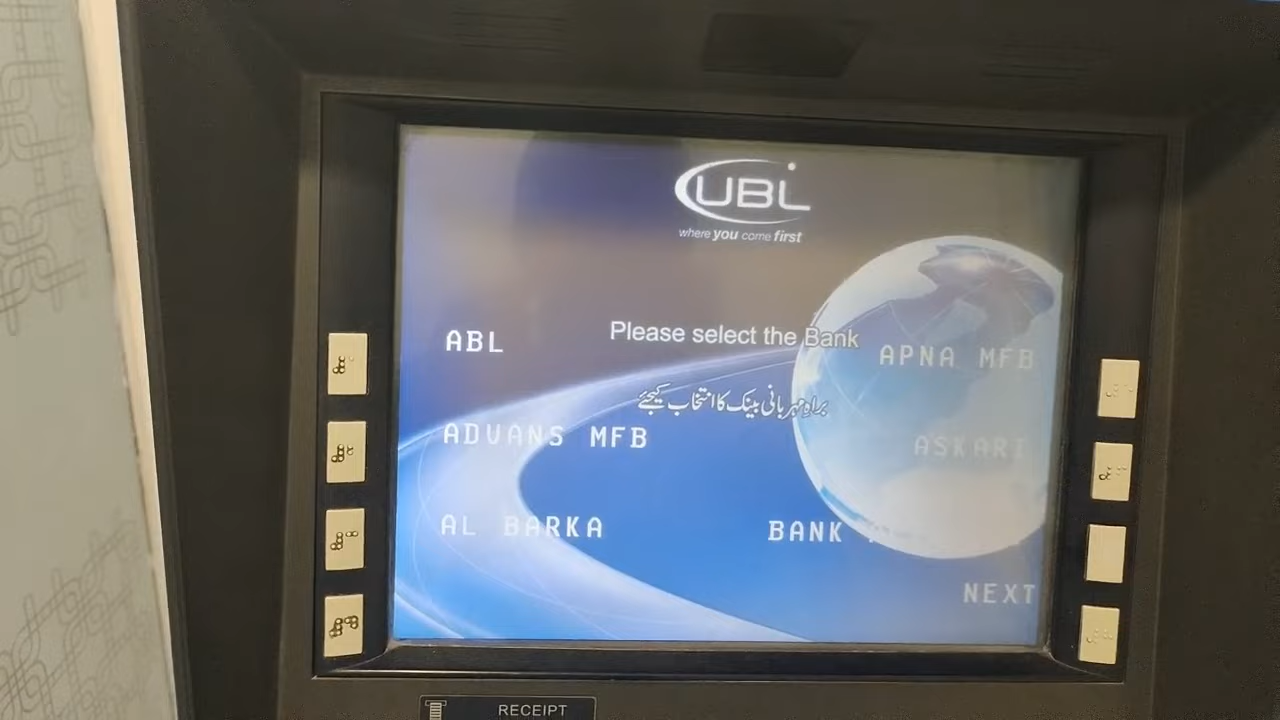 UBL
where you come first
Please select the Bank
ABL
APNA MFB
براہ مہربانی بینک کا انتخاب کیجئے
ADVANS MFB
ASKARI
AL BARKA
BANK
NEXT
RECEIPT